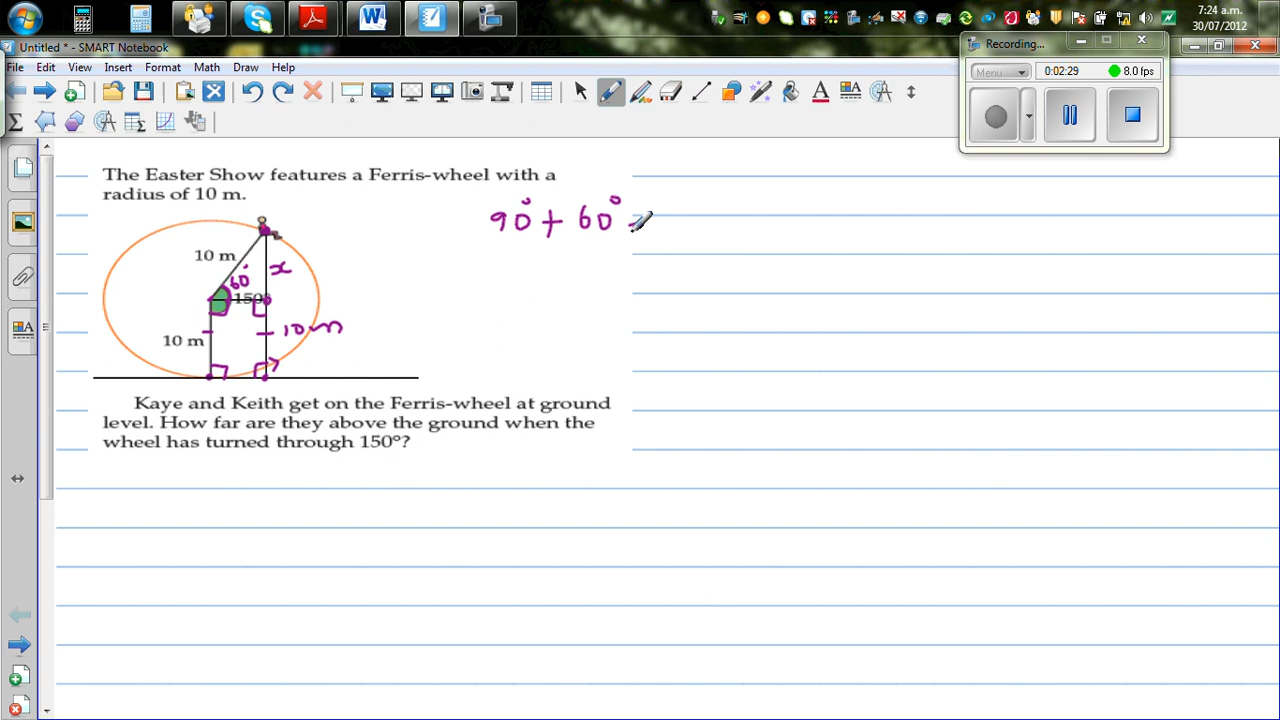 7:24 a.m.
30/07/2012
Untitled * - SMART Notebook
Recording...
File Edit View Insert Format Math Draw Help
Menu
0:02:29
8.0 fps
The Easter Show features a Ferris-wheel with a
radius of 10 m.
90° + 60° =
10 m
60°
x
150°
10 m
10 m
Kaye and Keith get on the Ferris-wheel at ground
level. How far are they above the ground when the
wheel has turned through 150°?